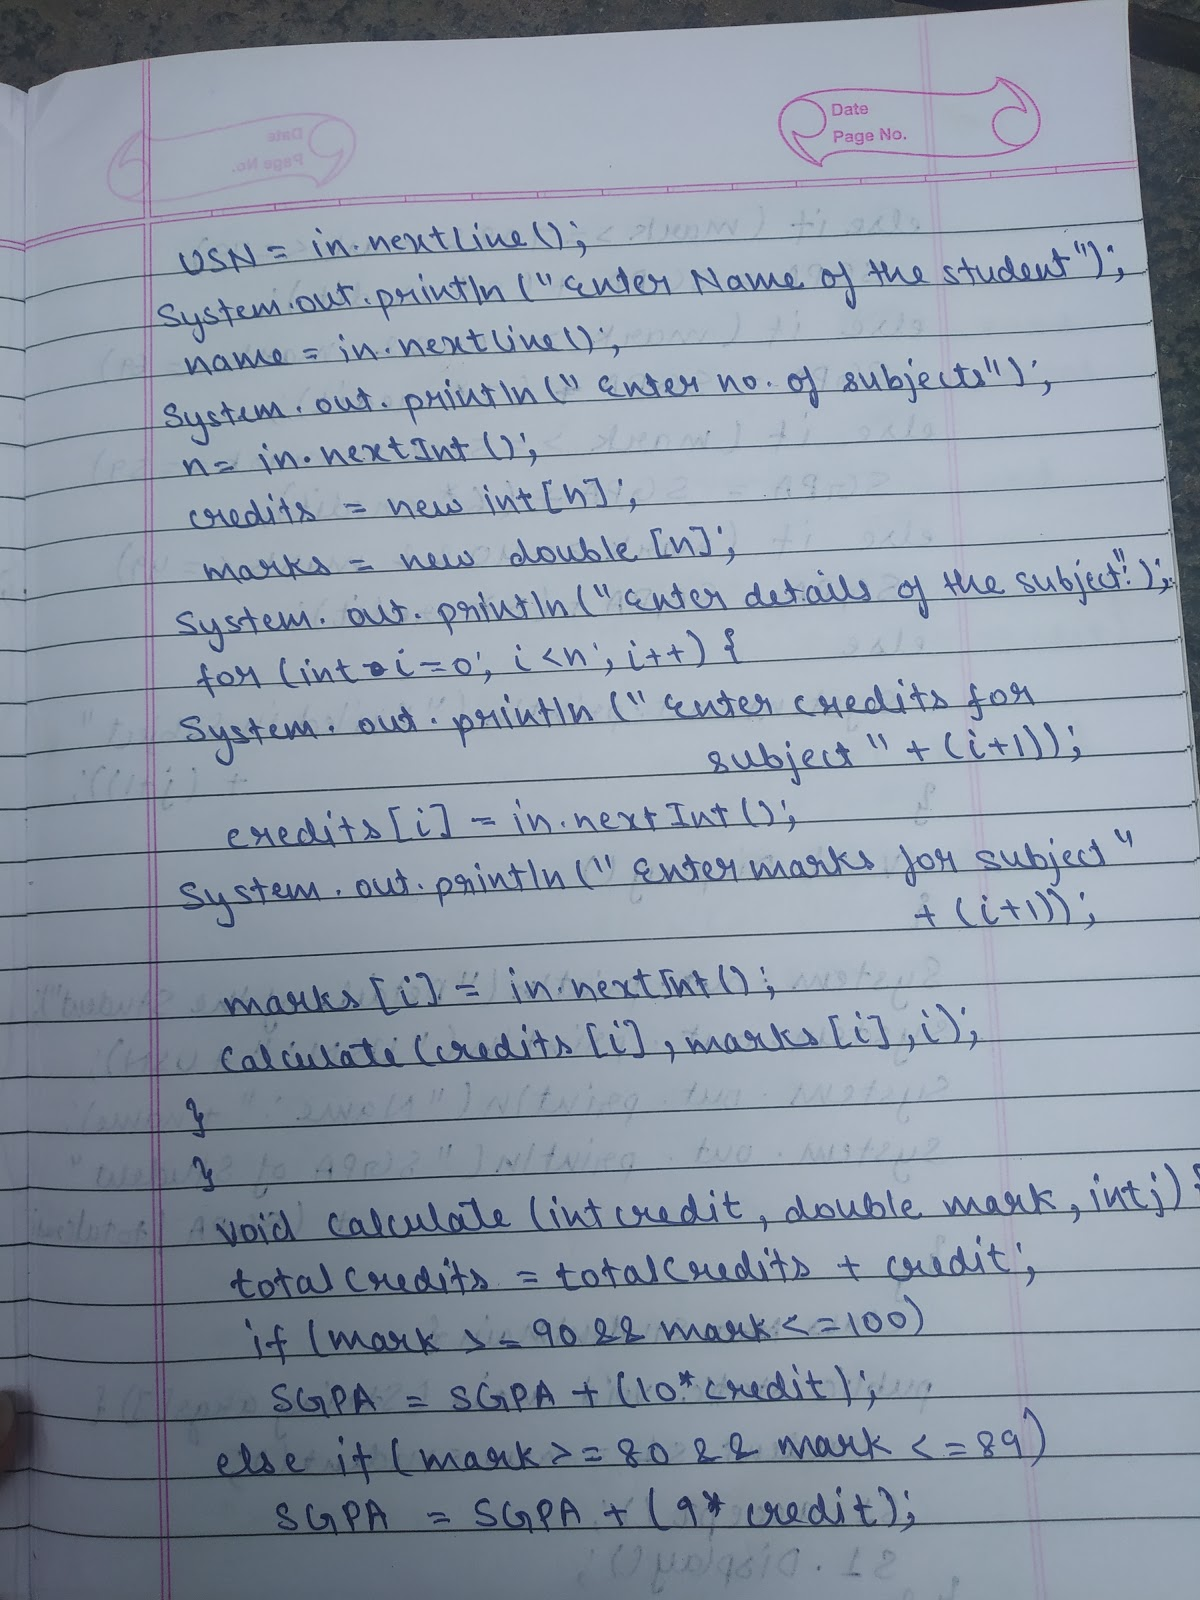 Date
Page No.
USN = in.nextLine();
System.out.println("Enter Name of the student");
name = in.nextLine();
System.out.println("Enter no. of subjects");
n = in.nextInt();
credits = new int[n];
marks = new double[n];
System.out.println("Enter details of the subject:");
for (int i=0; i<n; i++) {
System.out.println("Enter credits for
subject" + (i+1));
credits[i] = in.nextInt();
System.out.println("Enter marks for subject"
+ (i+1));
marks[i] = in.nextInt();
calculate(credits[i], marks[i], i);
}
}
void calculate (int credit, double mark, int j) {
totalCredits = totalCredits + credit;
if (mark >= 90 && mark <= 100)
SGPA = SGPA + (10* credit);
else if (mark >= 80 && mark <= 89)
SGPA = SGPA + (9* credit);